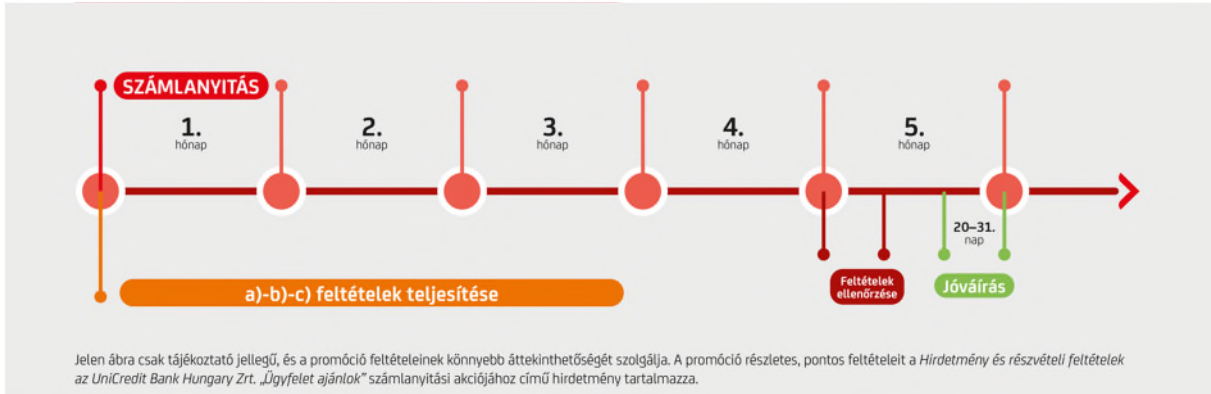 SZÁMLANYITÁS
1.
hónap
2.
hónap
3.
hónap
4.
hónap
5.
hónap
20–31.
nap
a)-b)-c) feltételek teljesítése
Feltételek
ellenőrzése
Jóváírás
Jelen ábra csak tájékoztató jellegű, és a promóció feltételeinek könnyebb áttekinthetőségét szolgálja. A promóció részletes, pontos feltételeit a Hirdetmény és részvételi feltételek
az UniCredit Bank Hungary Zrt. „Ügyfelet ajánlok” számlanyitási akciójához című hirdetmény tartalmazza.